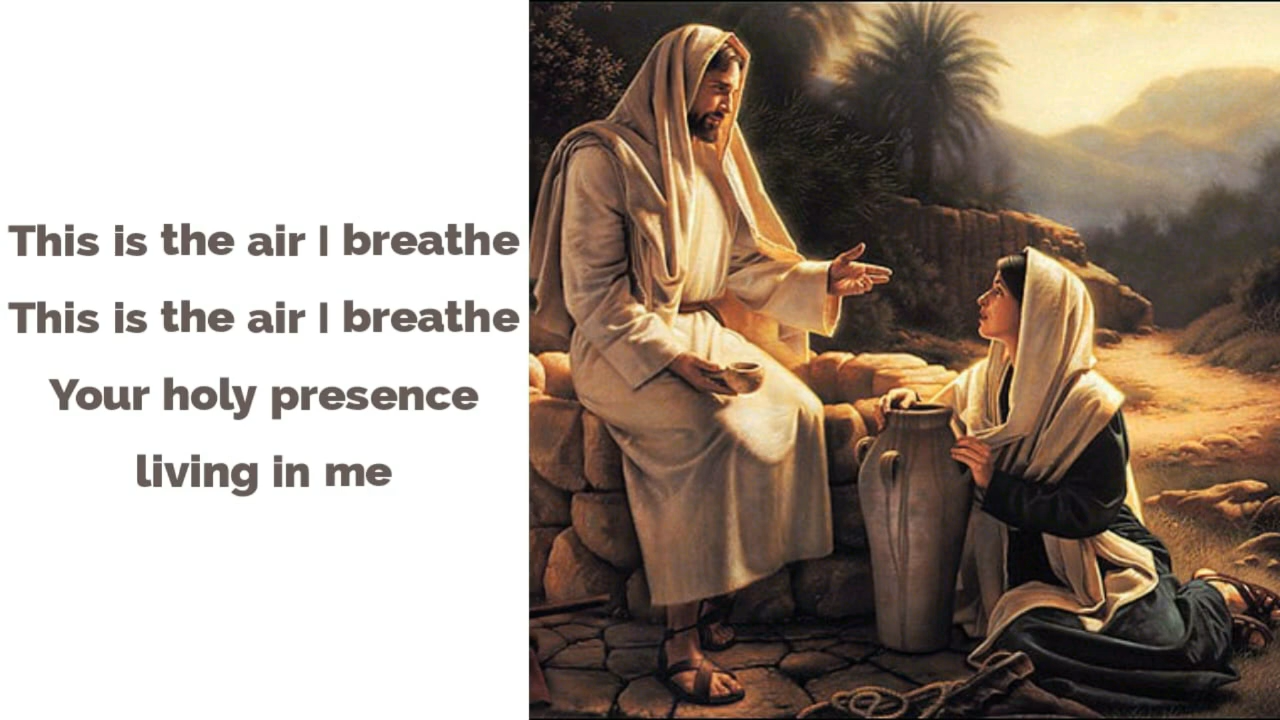 This is the air I breathe
This is the air I breathe
Your holy presence
living in me